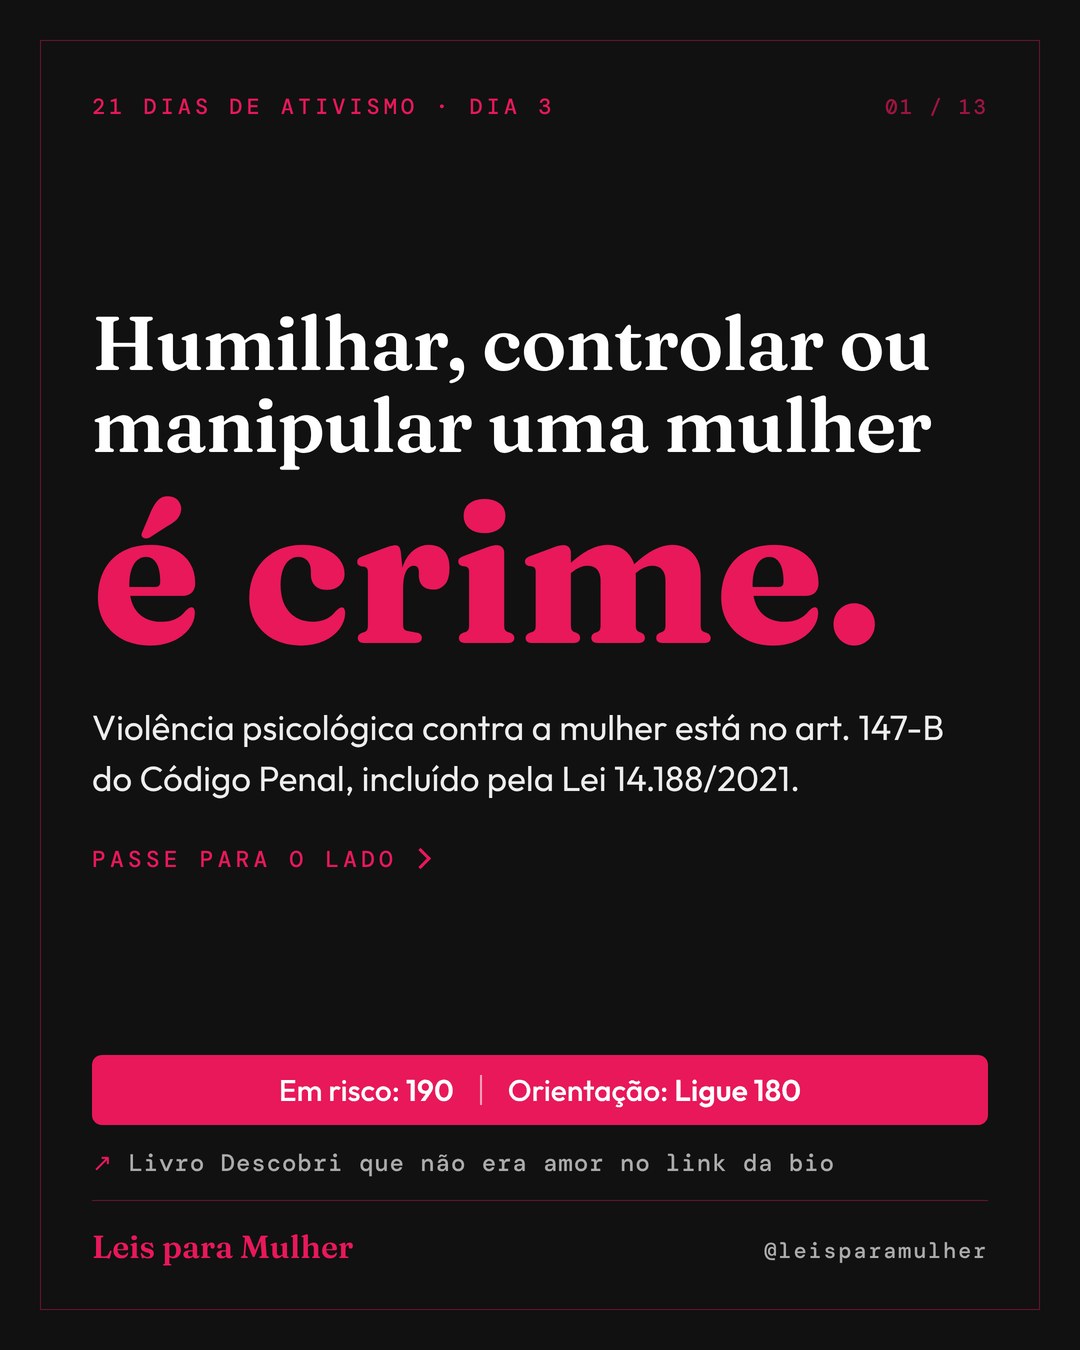 21 DIAS DE ATIVISMO · DIA 3
01 / 13
Humilhar, controlar ou
manipular uma mulher
é crime.
Violência psicológica contra a mulher está no art. 147-B
do Código Penal, incluído pela Lei 14.188/2021.
PASSE PARA O LADO >
Em risco: 190 | Orientação: Ligue 180
↗ Livro Descobri que não era amor no link da bio
Leis para Mulher
@leisparamulher